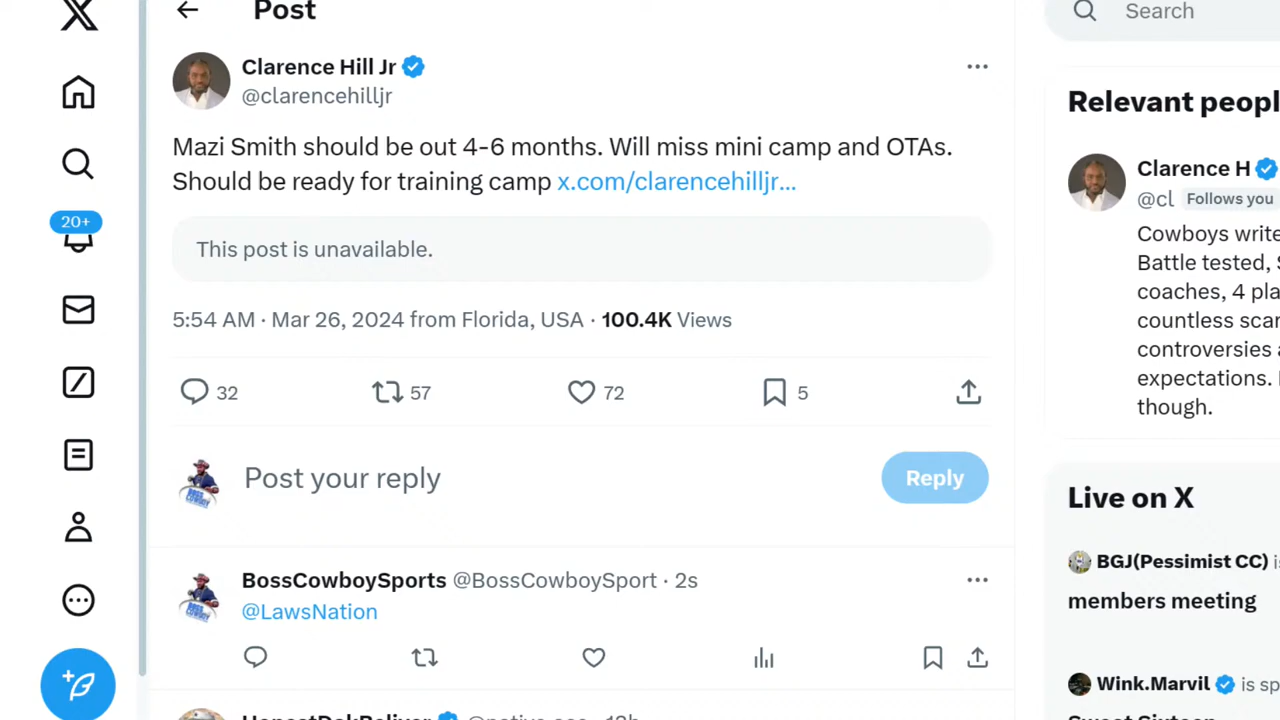 Post
Search
Clarence Hill Jr
@clarencehilljr
Mazi Smith should be out 4-6 months. Will miss mini camp and OTAs.
Should be ready for training camp x.com/clarencehilljr...
This post is unavailable.
5:54 AM · Mar 26, 2024 from Florida, USA · 100.4K Views
32
57
72
5
Post your reply
Reply
BossCowboySports @BossCowboySport · 2s
@LawsNation
20+
Relevant peopl
Clarence H
@cl Follows you
Cowboys write
Battle tested,
coaches, 4 pla
countless scar
controversies
expectations.
though.
Live on X
BGJ(Pessimist CC) is
members meeting
Wink.Marvil is sp